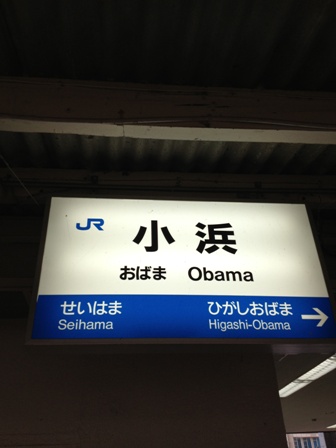 JR 小浜
おばま Obama
せいはま ひがしおばま
Seihama Higashi-Obama